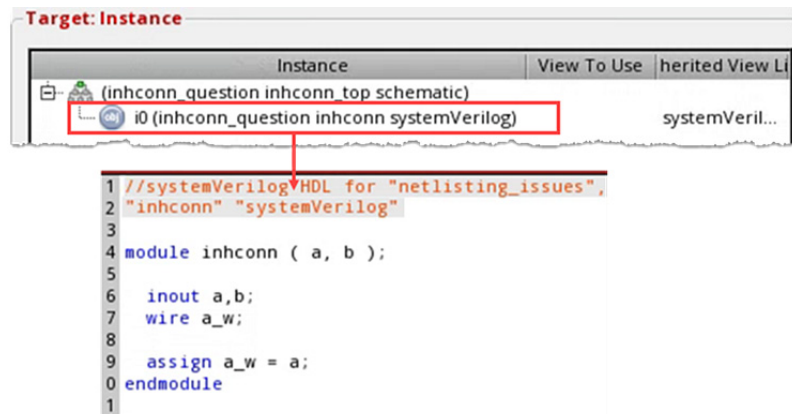 Target: Instance
Instance View To Use herited View Li
(inhconn_question inhconn_top schematic)
obj i0 (inhconn_question inhconn systemVerilog) systemVeril...
1 //systemVerilog HDL for "netlisting_issues",
2 "inhconn" "systemVerilog"
3
4 module inhconn ( a, b );
5
6 inout a,b;
7 wire a_w;
8
9 assign a_w = a;
0 endmodule
1